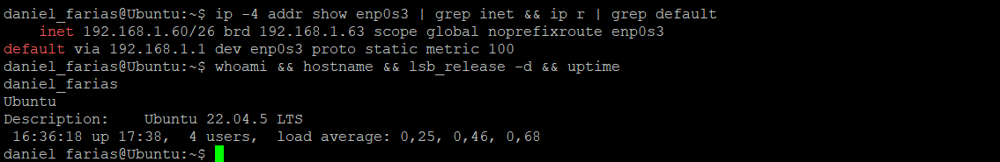 daniel_farias@Ubuntu:~$ ip -4 addr show enp0s3 | grep inet && ip r | grep default
    inet 192.168.1.60/26 brd 192.168.1.63 scope global noprefixroute enp0s3
default via 192.168.1.1 dev enp0s3 proto static metric 100
daniel_farias@Ubuntu:~$ whoami && hostname && lsb_release -d && uptime
daniel_farias
Ubuntu
Description:    Ubuntu 22.04.5 LTS
 16:36:18 up 17:38,  4 users,  load average: 0,25, 0,46, 0,68
daniel_farias@Ubuntu:~$